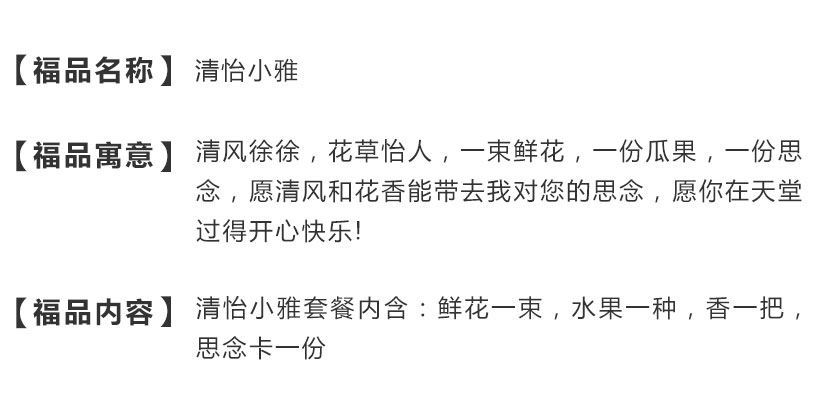 【福品名称】 清怡小雅
【福品寓意】 清风徐徐，花草怡人，一束鲜花，一份瓜果，一份思
念，愿清风和花香能带去我对您的思念，愿你在天堂
过得开心快乐!
【福品内容】 清怡小雅套餐内含：鲜花一束，水果一种，香一把，
思念卡一份